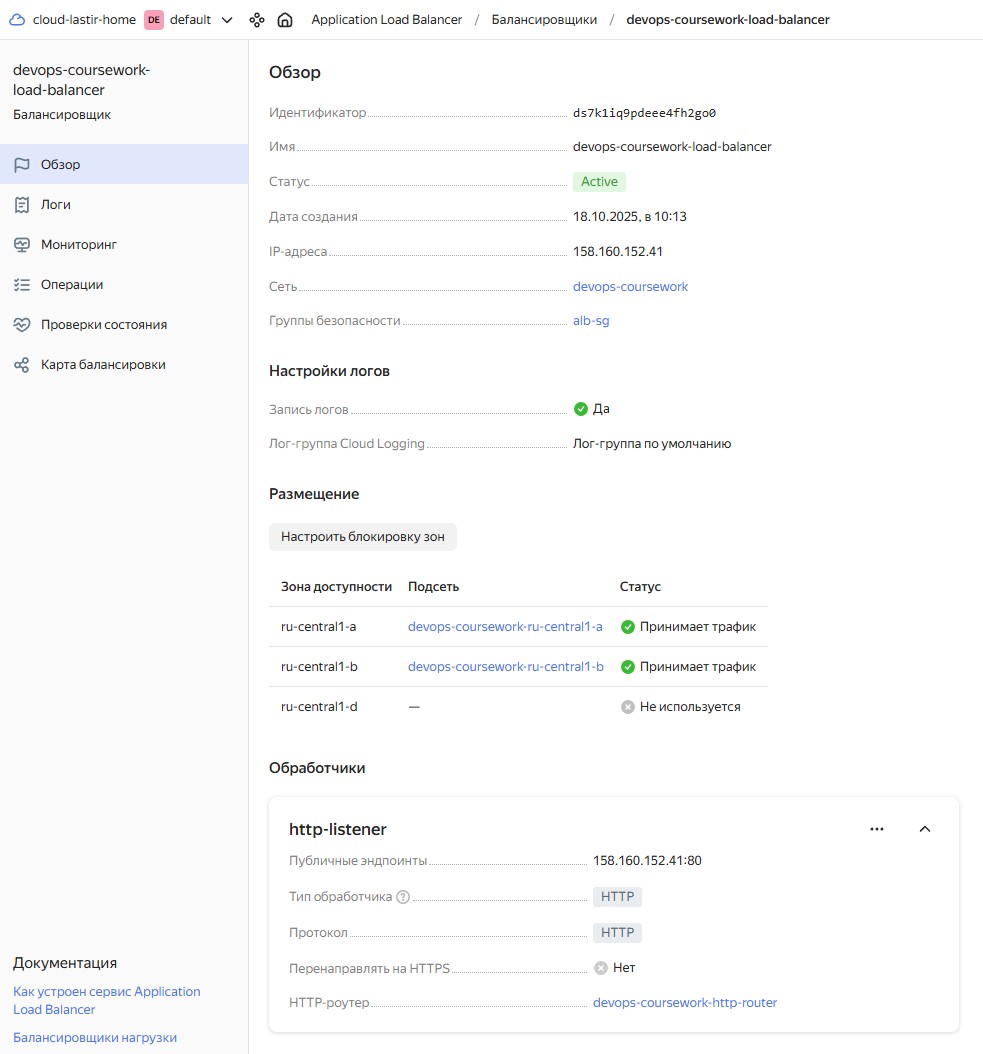 cloud-lastir-home DE default Application Load Balancer / Балансировщики / devops-coursework-load-balancer
devops-coursework-
load-balancer
Балансировщик
Обзор
Логи
Мониторинг
Операции
Проверки состояния
Карта балансировки
Документация
Как устроен сервис Application
Load Balancer
Балансировщики нагрузки
Обзор
Идентификатор ds7k1iq9pdeee4fh2go0
Имя devops-coursework-load-balancer
Статус Active
Дата создания 18.10.2025, в 10:13
IP-адреса 158.160.152.41
Сеть devops-coursework
Группы безопасности alb-sg
Настройки логов
Запись логов Да
Лог-группа Cloud Logging Лог-группа по умолчанию
Размещение
Настроить блокировку зон
Зона доступности Подсеть Статус
ru-central1-a devops-coursework-ru-central1-a Принимает трафик
ru-central1-b devops-coursework-ru-central1-b Принимает трафик
ru-central1-d — Не используется
Обработчики
http-listener
Публичные эндпоинты 158.160.152.41:80
Тип обработчика ? HTTP
Протокол HTTP
Перенаправлять на HTTPS Нет
HTTP-роутер devops-coursework-http-router